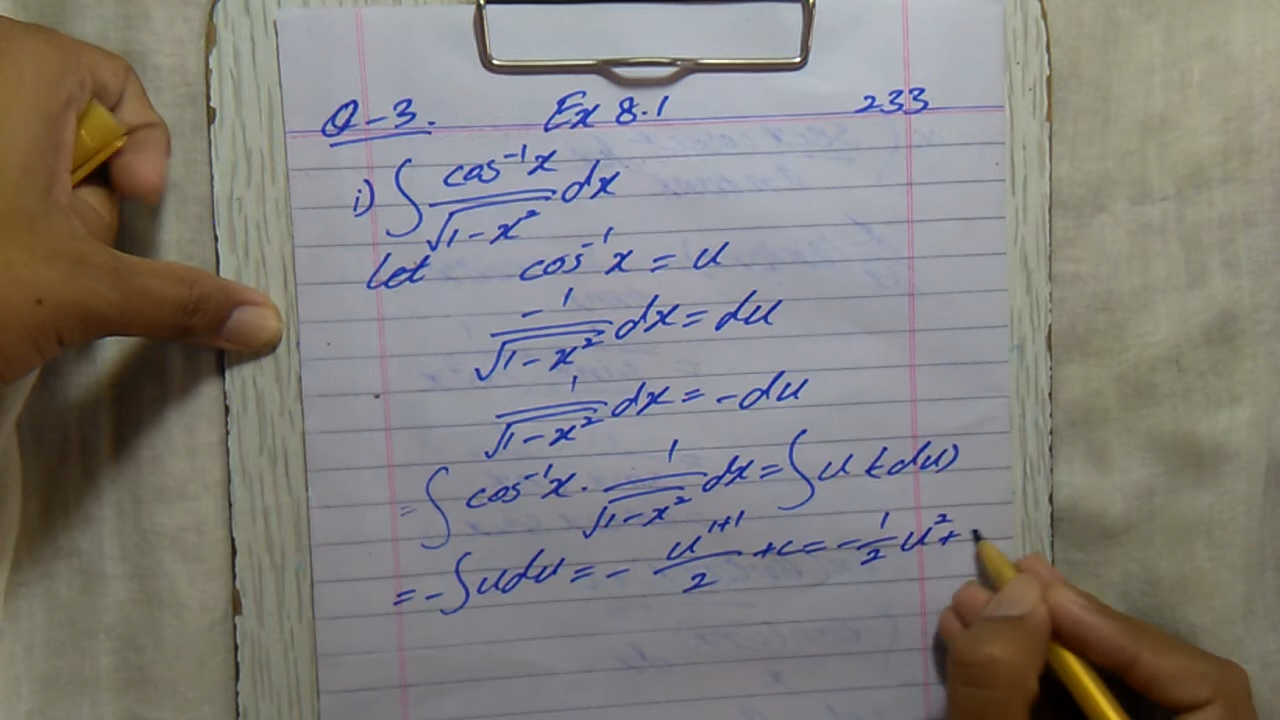 Q-3. Ex 8.1 233
i) ∫ cos⁻¹x / √(1-x²) dx
Let cos⁻¹x = u
-1 / √(1-x²) dx = du
1 / √(1-x²) dx = -du
= ∫ cos⁻¹x · 1 / √(1-x²) dx = ∫ u (-du)
= -∫ u du = - u¹⁺¹ / 2 + c = - 1/2 u² +